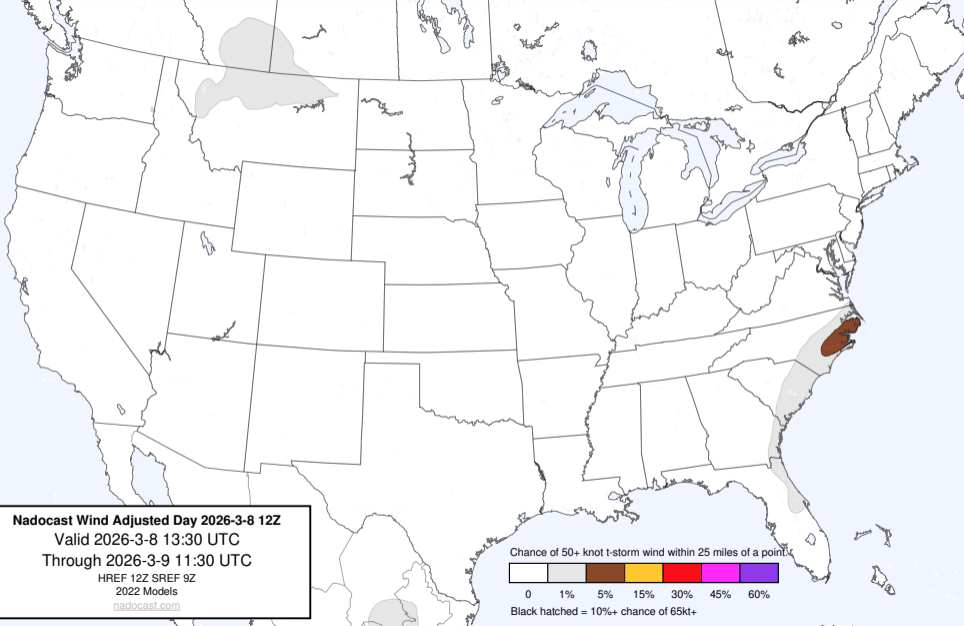 Nadocast Wind Adjusted Day 2026-3-8 12Z
Valid 2026-3-8 13:30 UTC
Through 2026-3-9 11:30 UTC
HREF 12Z SREF 9Z
2022 Models
nadocast.com
Chance of 50+ knot t-storm wind within 25 miles of a point.
0 1% 5% 15% 30% 45% 60%
Black hatched = 10%+ chance of 65kt+